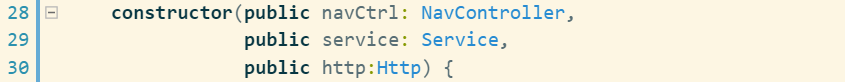 28 constructor(public navCtrl: NavController,
29 public service: Service,
30 public http:Http) {